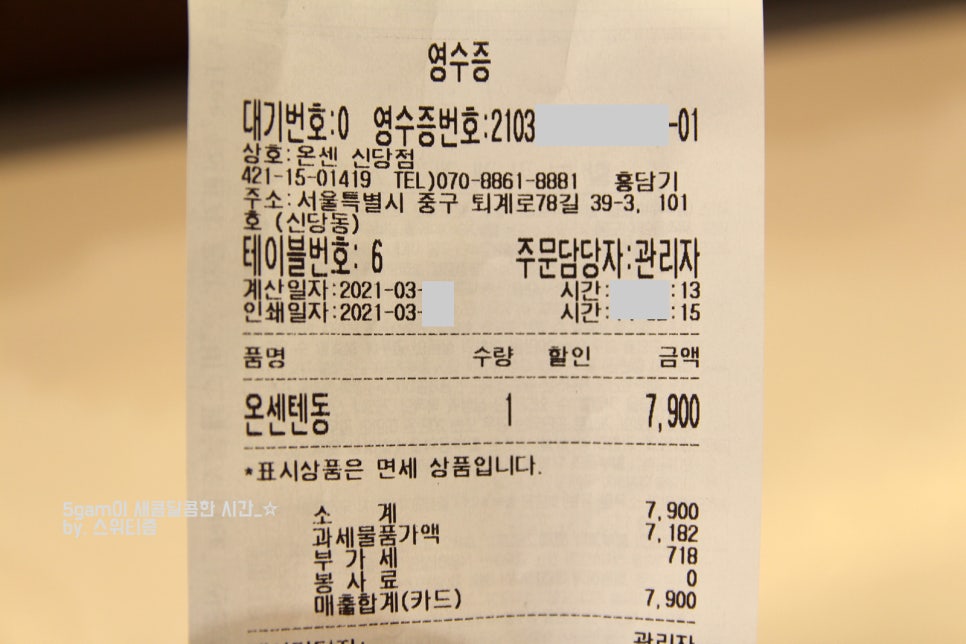 영수증
대기번호:0 영수증번호:2103 -01
상호:온센 신당점
421-15-01419 TEL)070-8861-8881 홍담기
주소:서울특별시 중구 퇴계로78길 39-3, 101
호 (신당동)
테이블번호: 6 주문담당자:관리자
계산일자:2021-03- 시간: :13
인쇄일자:2021-03- 시간: :15
품명 수량 할인 금액
온센텐동 1 7,900
*표시상품은 면세 상품입니다.
소 계 7,900
과세물품가액 7,182
부 가 세 718
봉 사 료 0
매출합계(카드) 7,900
관리자
5gam의 새콤달콤한 시간_☆
by. 스위티츔